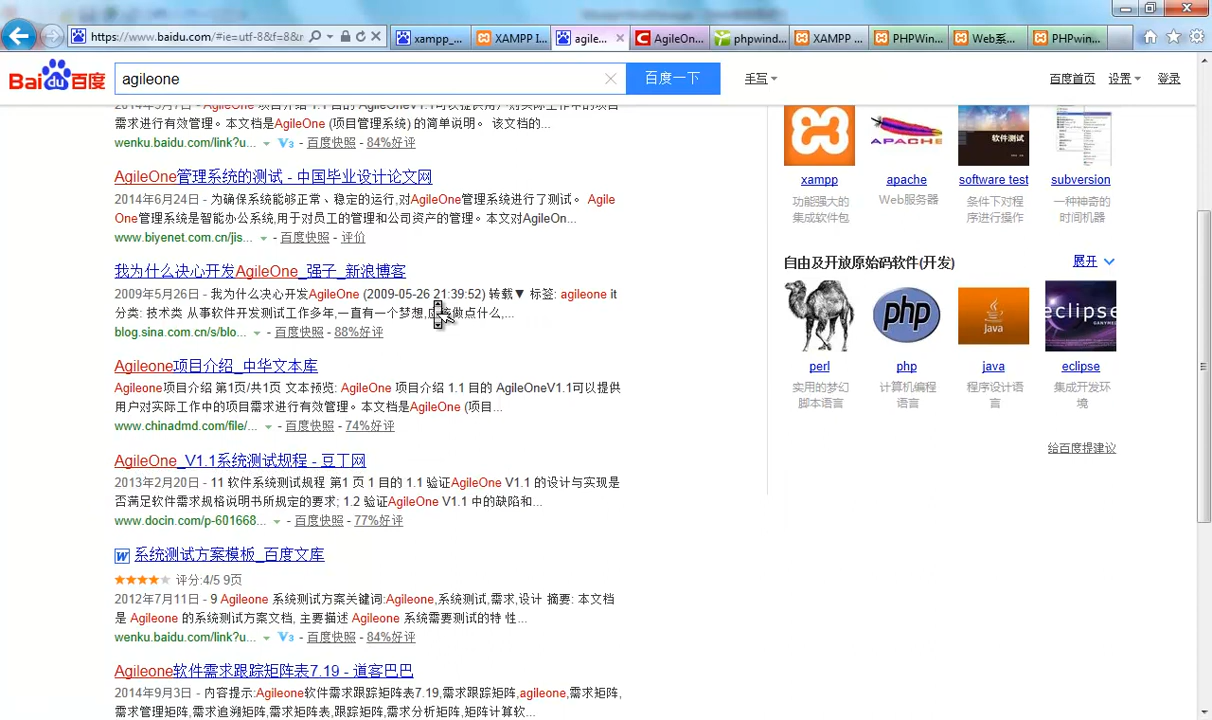 https://www.baidu.com/#ie=utf-8&f=8&r
xampp_...
XAMPP I...
agile...
AgileOn...
phpwind...
XAMPP ...
PHPWin...
Web系...
PHPwin...
Bai du 百度
agileone
百度一下
手写
百度首页
设置
登录
需求进行有效管理。本文档是AgileOne (项目管理系统) 的简单说明。 该文档的...
wenku.baidu.com/link?u... - V3 - 百度快照 - 84%好评
AgileOne管理系统的测试 - 中国毕业设计论文网
2014年6月24日 - 为确保系统能够正常、稳定的运行,对AgileOne管理系统进行了测试。 Agile
One管理系统是智能办公系统,用于对员工的管理和公司资产的管理。本文对AgileOn...
www.biyenet.com.cn/jis... - 百度快照 - 评价
我为什么决心开发AgileOne_强子_新浪博客
2009年5月26日 - 我为什么决心开发AgileOne (2009-05-26 21:39:52) 转载▼ 标签: agileone it
分类: 技术类 从事软件开发测试工作多年,一直有一个梦想,应该做点什么,...
blog.sina.com.cn/s/blo... - 百度快照 - 88%好评
Agileone项目介绍_中华文本库
Agileone项目介绍 第1页/共1页 文本预览: AgileOne 项目介绍 1.1 目的 AgileOneV1.1可以提供
用户对实际工作中的项目需求进行有效管理。本文档是AgileOne (项目...
www.chinadmd.com/file/... - 百度快照 - 74%好评
AgileOne_V1.1系统测试规程 - 豆丁网
2013年2月20日 - 11 软件系统测试规程 第1 页 1 目的 1.1 验证AgileOne V1.1 的设计与实现是
否满足软件需求规格说明书所规定的要求; 1.2 验证AgileOne V1.1 中的缺陷和...
www.docin.com/p-601668... - 百度快照 - 77%好评
W 系统测试方案模板_百度文库
评分:4/5 9页
2012年7月11日 - 9 Agileone 系统测试方案关键词:Agileone,系统测试,需求,设计 摘要: 本文档
是 Agileone 的系统测试方案文档, 主要描述 Agileone 系统需要测试的特 性...
wenku.baidu.com/link?u... - V3 - 百度快照 - 84%好评
Agileone软件需求跟踪矩阵表7.19 - 道客巴巴
2014年9月3日 - 内容提示:Agileone软件需求跟踪矩阵表7.19,需求跟踪矩阵,agileone,需求矩阵,
需求管理矩阵,需求追溯矩阵,需求矩阵表,跟踪矩阵,需求分析矩阵,矩阵计算软...
APACHE
软件测试
xampp
apache
software test
subversion
功能强大的
集成软件包
Web服务器
条件下对程
序进行操作
一种神奇的
时间机器
自由及开放原始码软件(开发)
展开
php
Java
eclipse
perl
php
java
eclipse
实用的梦幻
脚本语言
计算机编程
语言
程序设计语
言
集成开发环
境
给百度提建议